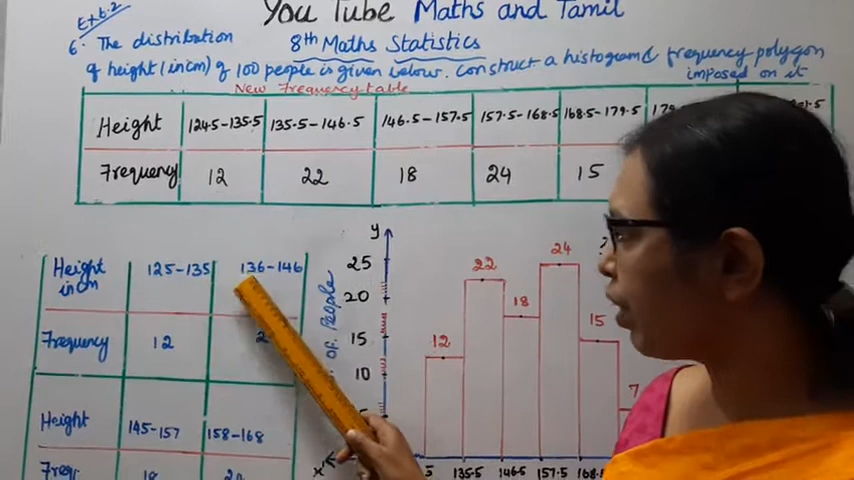 You Tube Maths and Tamil
Ex 6.2
8th Maths Statistics
6. The distribution
of height (in cm) of 100 people is given below. Construct a histogram & frequency polygon
imposed on it
New Frequency table
Height 124.5-135.5 135.5-146.5 146.5-157.5 157.5-168.5 168.5-179.5
Frequency 12 22 18 24 15
Height in cm 125-135 136-146
Frequency 12
Height 145-157 158-168
18
y
25
20
15
10
of People
12 22 18 24 15 7
x
135.5 146.5 157.5